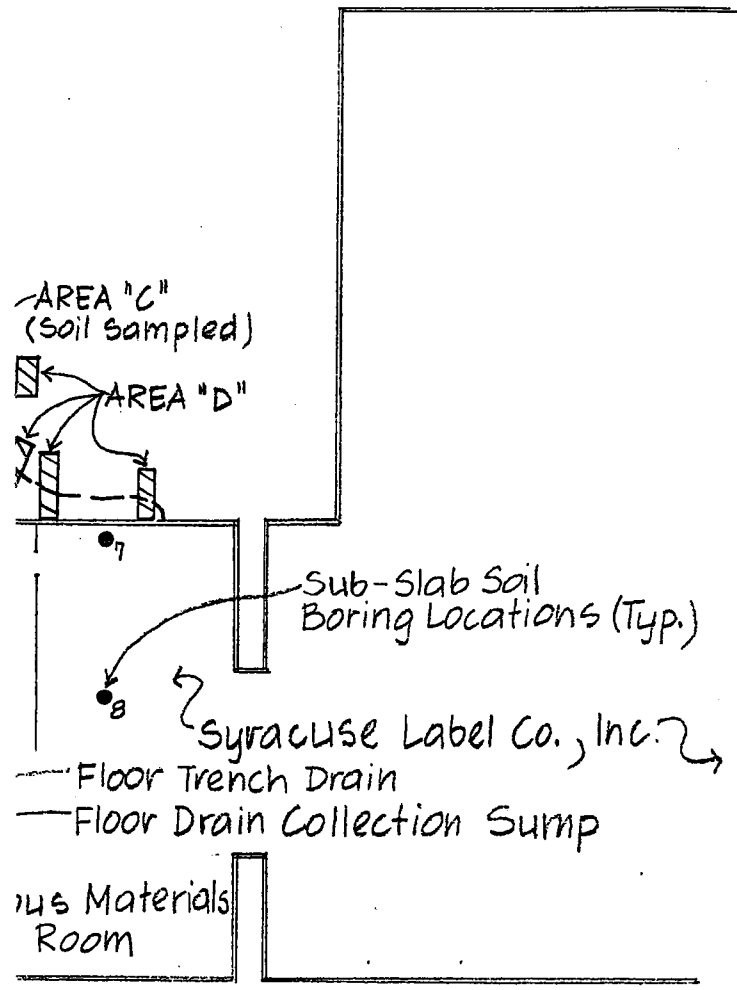 AREA "C"
(Soil Sampled)
AREA "D"
7
Sub-Slab Soil
Boring Locations (Typ.)
8
Syracuse Label Co., Inc.
Floor Trench Drain
Floor Drain Collection Sump
Materials
Room